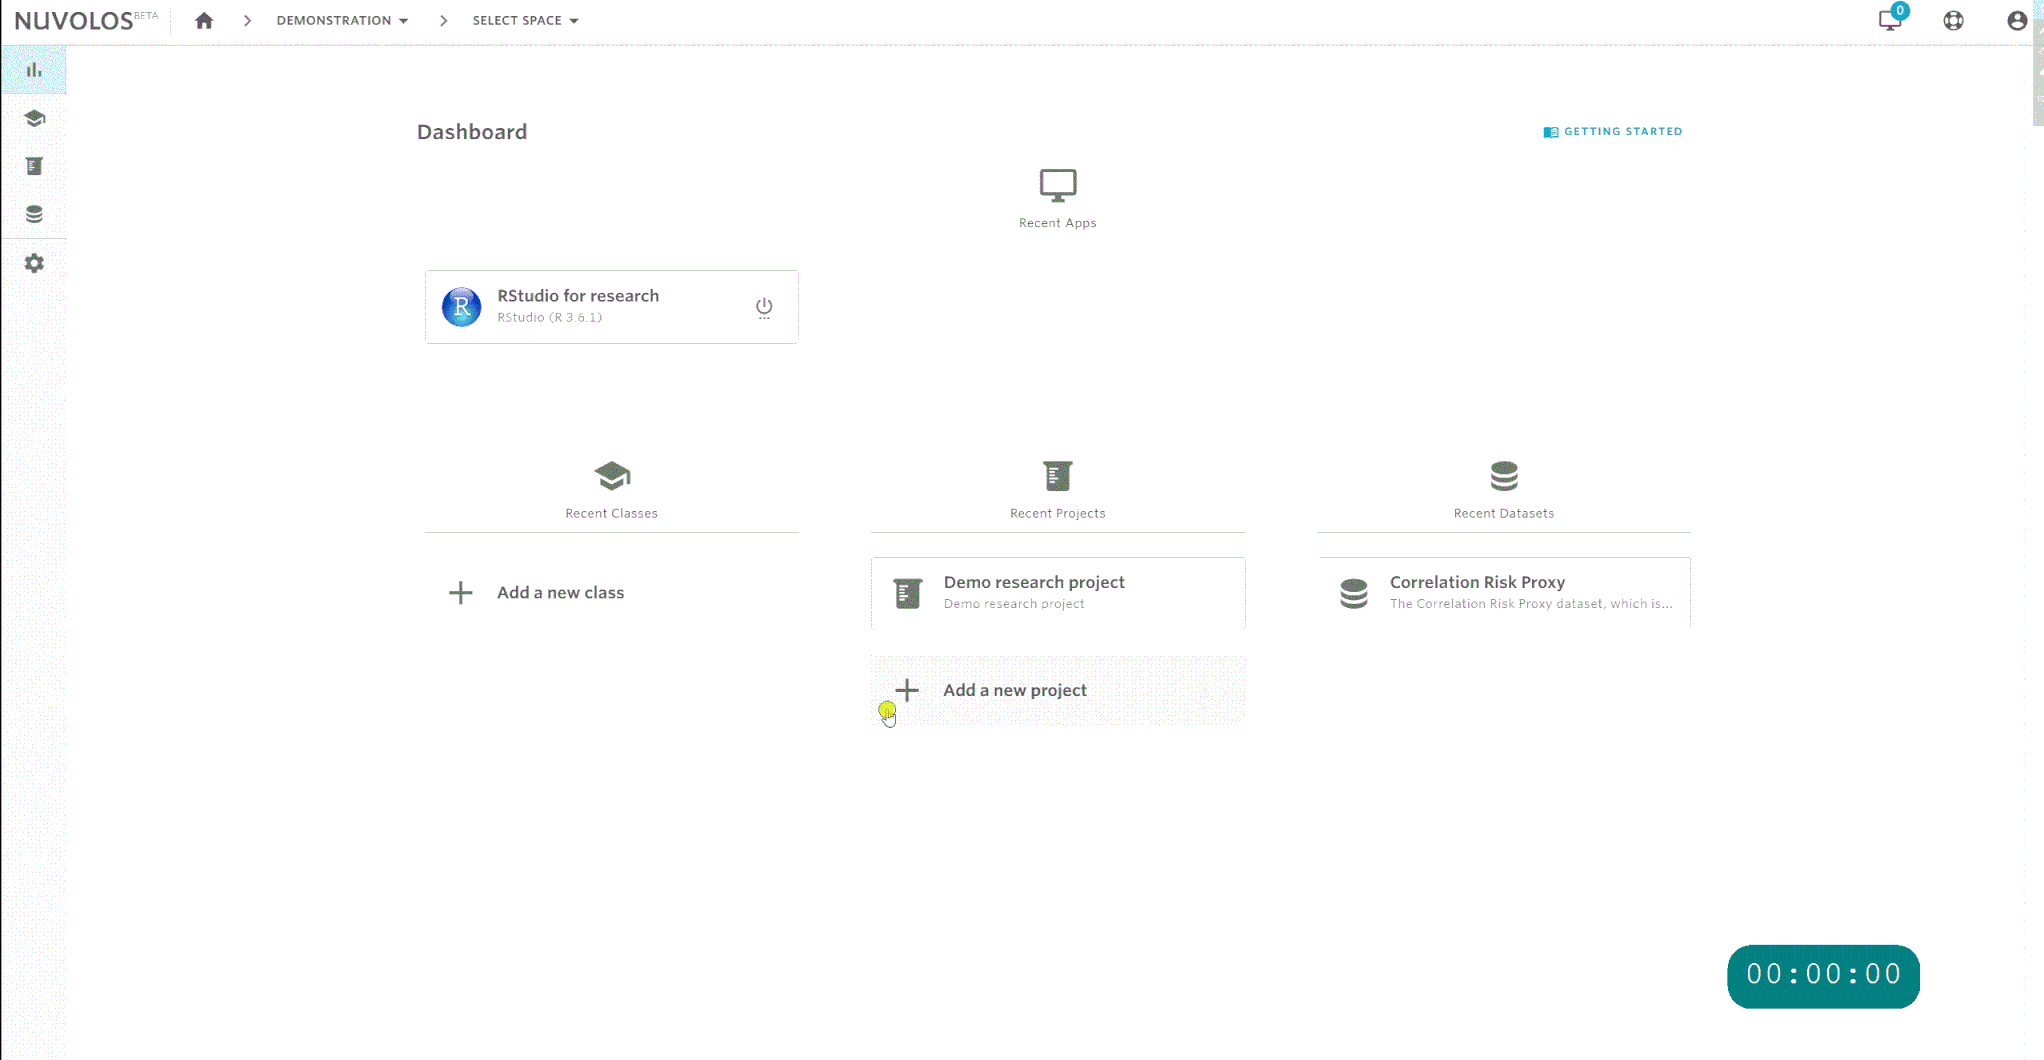 NUVOLOS BETA
DEMONSTRATION
SELECT SPACE
0
Dashboard
GETTING STARTED
Recent Apps
R
RStudio for research
RStudio (R 3.6.1)
Recent Classes
Recent Projects
Recent Datasets
Add a new class
Demo research project
Demo research project
Correlation Risk Proxy
The Correlation Risk Proxy dataset, which is...
Add a new project
00:00:00